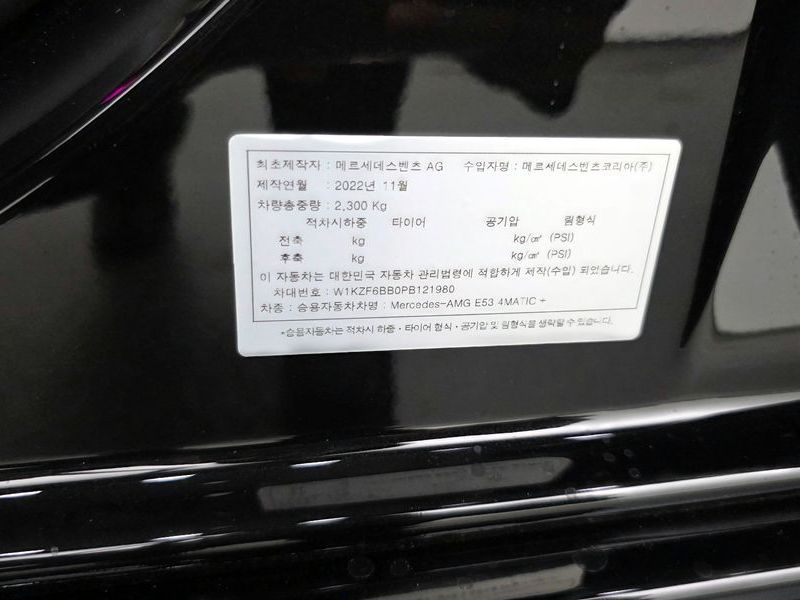 최초제작자 : 메르세데스벤츠 AG 수입자명 : 메르세데스벤츠코리아(주)
제작연월 : 2022년 11월
차량총중량 : 2,300 Kg
적차시하중 타이어 공기압 림형식
전축 kg kg/㎠ (PSI)
후축 kg kg/㎠ (PSI)
이 자동차는 대한민국 자동차 관리법령에 적합하게 제작(수입) 되었습니다.
차대번호 : W1KZF6BB0PB121980
차종 : 승용자동차차명 : Mercedes-AMG E53 4MATIC +
*승용자동차는 적차시 하중·타이어 형식·공기압 및 림형식을 생략할 수 있습니다.